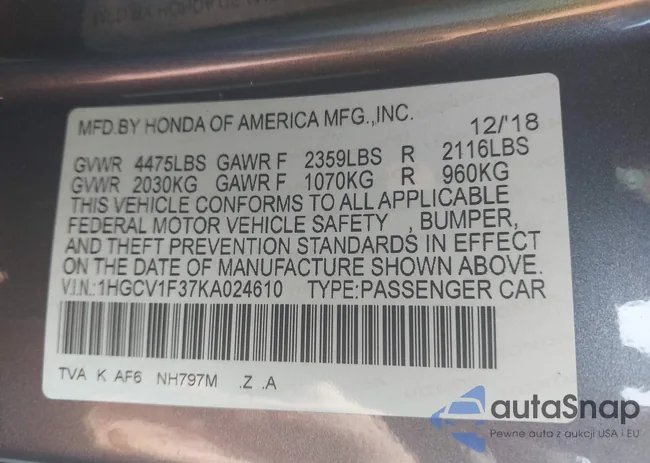 MFD.BY HONDA OF AMERICA MFG.,INC. 12/'18
GVWR 4475LBS GAWR F 2359LBS R 2116LBS
GVWR 2030KG GAWR F 1070KG R 960KG
THIS VEHICLE CONFORMS TO ALL APPLICABLE
FEDERAL MOTOR VEHICLE SAFETY , BUMPER,
AND THEFT PREVENTION STANDARDS IN EFFECT
ON THE DATE OF MANUFACTURE SHOWN ABOVE.
V.I.N.:1HGCV1F37KA024610 TYPE:PASSENGER CAR
TVA K AF6 NH797M .Z .A
autaSnap
Pewne auta z aukcji USA i EU